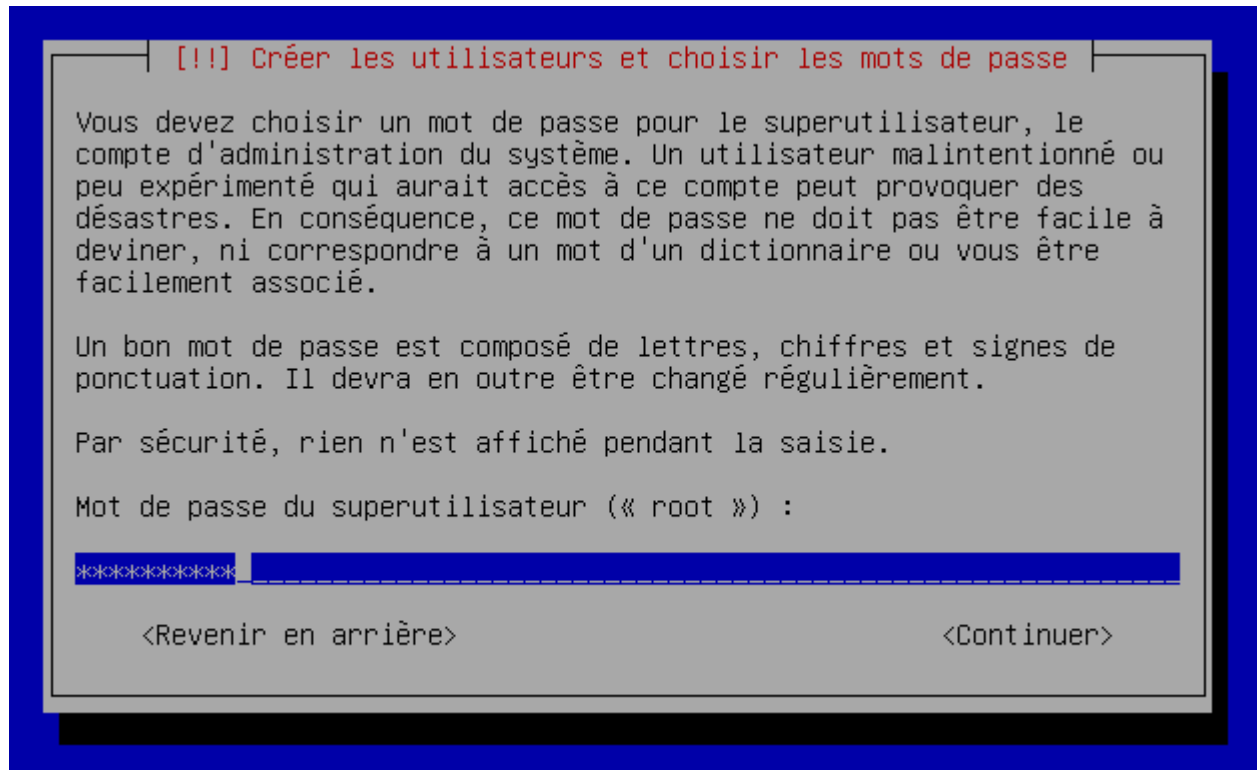 [!!] Créer les utilisateurs et choisir les mots de passe
Vous devez choisir un mot de passe pour le superutilisateur, le
compte d'administration du système. Un utilisateur malintentionné ou
peu expérimenté qui aurait accès à ce compte peut provoquer des
désastres. En conséquence, ce mot de passe ne doit pas être facile à
deviner, ni correspondre à un mot d'un dictionnaire ou vous être
facilement associé.
Un bon mot de passe est composé de lettres, chiffres et signes de
ponctuation. Il devra en outre être changé régulièrement.
Par sécurité, rien n'est affiché pendant la saisie.
Mot de passe du superutilisateur (« root ») :
**********
<Revenir en arrière> <Continuer>